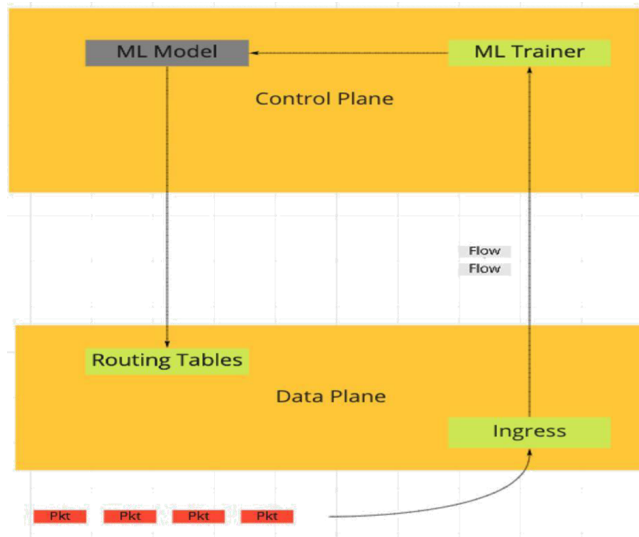 ML Model
ML Trainer
Control Plane
Flow
Flow
Routing Tables
Data Plane
Ingress
Pkt
Pkt
Pkt
Pkt